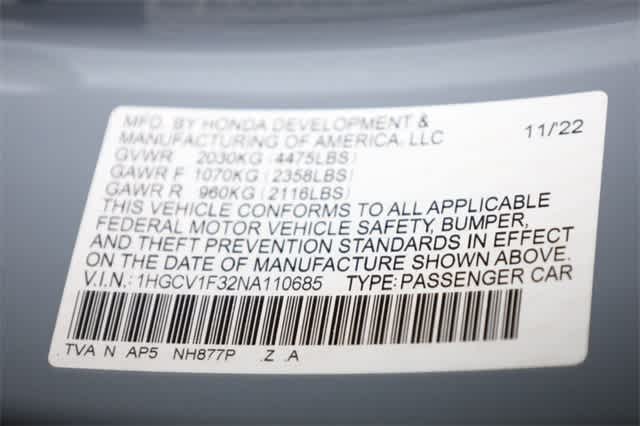 MFD. BY HONDA DEVELOPMENT &
MANUFACTURING OF AMERICA, LLC 11/'22
GVWR 2030KG (4475LBS)
GAWR F 1070KG (2358LBS)
GAWR R 960KG (2116LBS)
THIS VEHICLE CONFORMS TO ALL APPLICABLE
FEDERAL MOTOR VEHICLE SAFETY, BUMPER,
AND THEFT PREVENTION STANDARDS IN EFFECT
ON THE DATE OF MANUFACTURE SHOWN ABOVE.
V.I.N.: 1HGCV1F32NA110685 TYPE: PASSENGER CAR
TVA N AP5 NH877P .Z .A